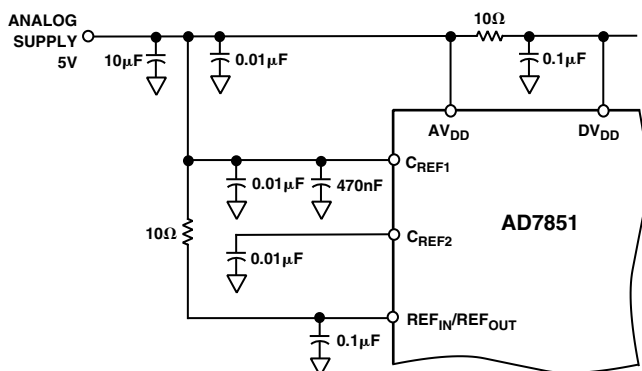 ANALOG
SUPPLY
5V
10µF
0.01µF
10Ω
0.1µF
AVDD
DVDD
CREF1
0.01µF
470nF
10Ω
CREF2
AD7851
0.01µF
REFIN/REFOUT
0.1µF